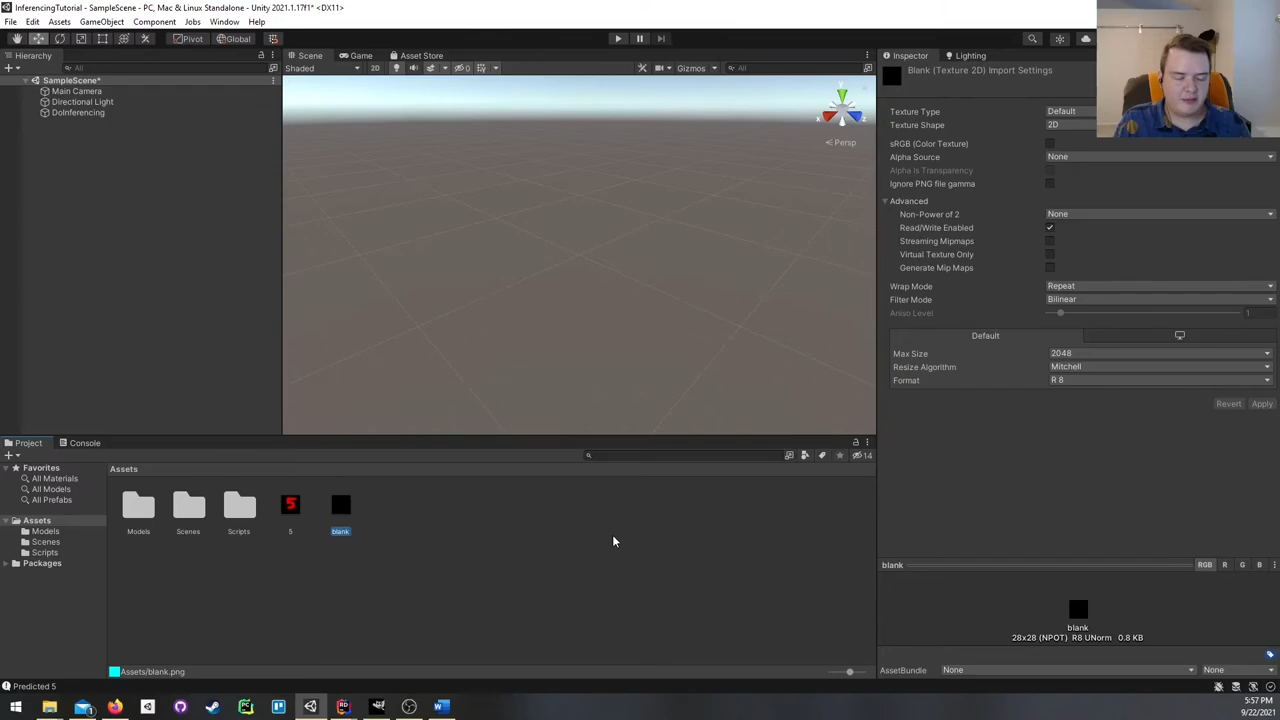 InferencingTutorial - SampleScene - PC, Mac & Linux Standalone - Unity 2021.1.17f1* <DX11>
File Edit Assets GameObject Component Jobs Window Help
Pivot Global
Hierarchy
All
SampleScene*
Main Camera
Directional Light
DoInferencing
Scene Game Asset Store
Shaded 2D 0 Gizmos All
y
x z
Persp
Inspector Lighting
Blank (Texture 2D) Import Settings
Texture Type Default
Texture Shape 2D
sRGB (Color Texture)
Alpha Source None
Alpha Is Transparency
Ignore PNG file gamma
Advanced
Non-Power of 2 None
Read/Write Enabled
Streaming Mipmaps
Virtual Texture Only
Generate Mip Maps
Wrap Mode Repeat
Filter Mode Bilinear
Aniso Level 1
Default
Max Size 2048
Resize Algorithm Mitchell
Format R 8
Revert Apply
Project Console
14
Favorites
All Materials
All Models
All Prefabs
Assets
Models
Scenes
Scripts
Packages
Assets
5
Models Scenes Scripts 5 blank
Assets/blank.png
blank RGB R G B
blank
28x28 (NPOT) R8 UNorm 0.8 KB
AssetBundle None None
Predicted 5
5:57 PM
9/22/2021